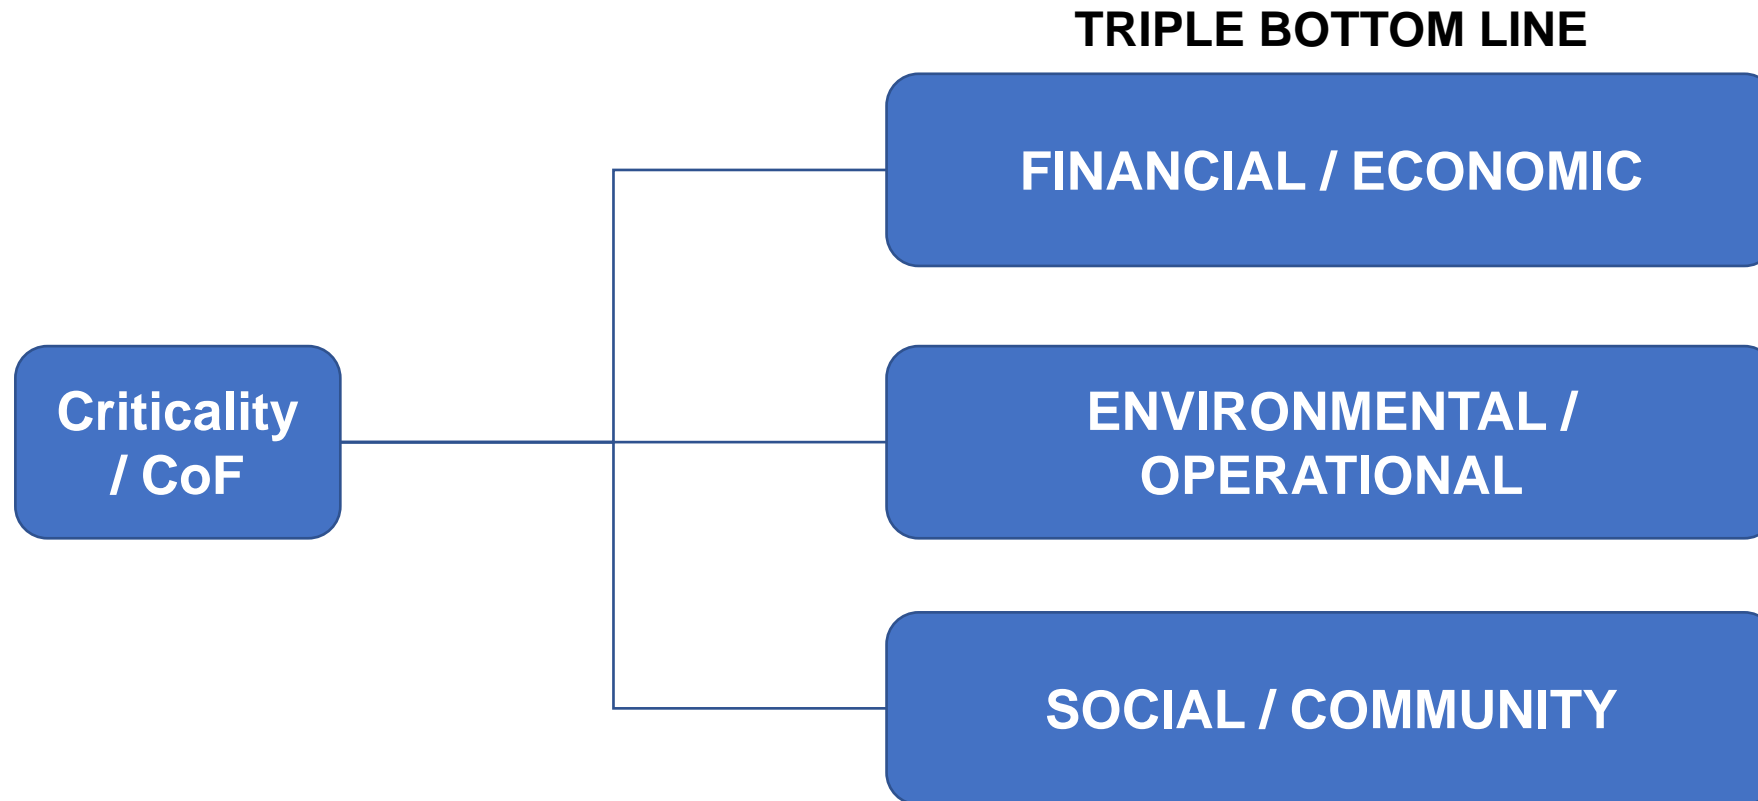 TRIPLE BOTTOM LINE
FINANCIAL / ECONOMIC
Criticality
/ CoF
ENVIRONMENTAL /
OPERATIONAL
SOCIAL / COMMUNITY